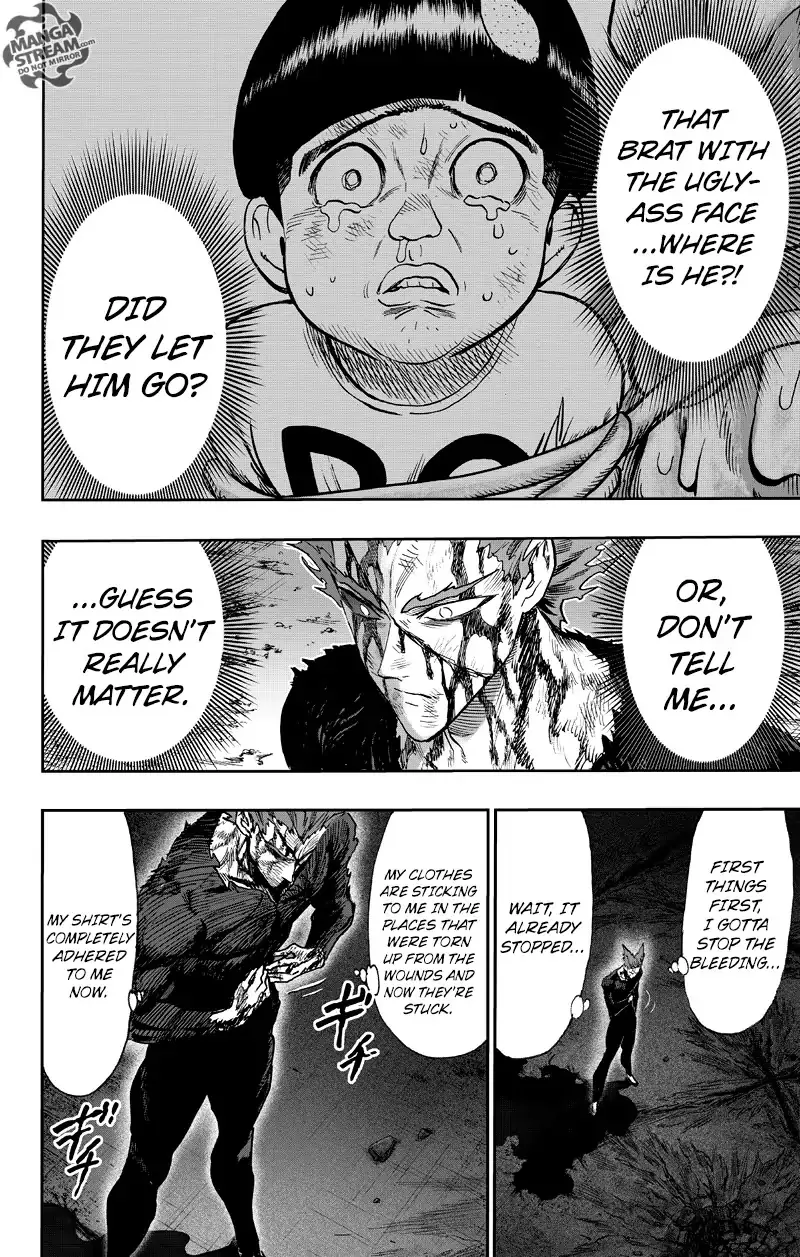 MANGA
STREAM
.COM
DO NOT MIRROR
THAT
BRAT WITH
THE UGLY-
ASS FACE
...WHERE
IS HE?!
DID
THEY LET
HIM GO?
DO
OR,
DON'T
TELL
ME...
...GUESS
IT DOESN'T
REALLY
MATTER.
FIRST
THINGS
FIRST,
I GOTTA
STOP THE
BLEEDING...
WAIT, IT
ALREADY
STOPPED...
MY CLOTHES
ARE STICKING
TO ME IN THE
PLACES THAT
WERE TORN
UP FROM THE
WOUNDS AND
NOW THEY'RE
STUCK.
ギチ
MY SHIRT'S
COMPLETELY
ADHERED
TO ME
NOW.
ギチ!!